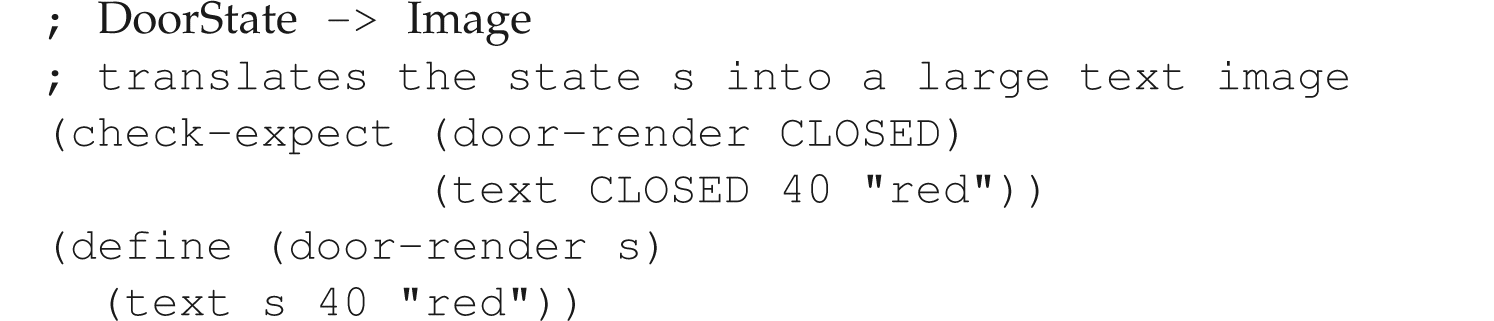 ; DoorState -> Image
; translates the state s into a large text image
(check-expect (door-render CLOSED)
              (text CLOSED 40 "red"))
(define (door-render s)
  (text s 40 "red"))